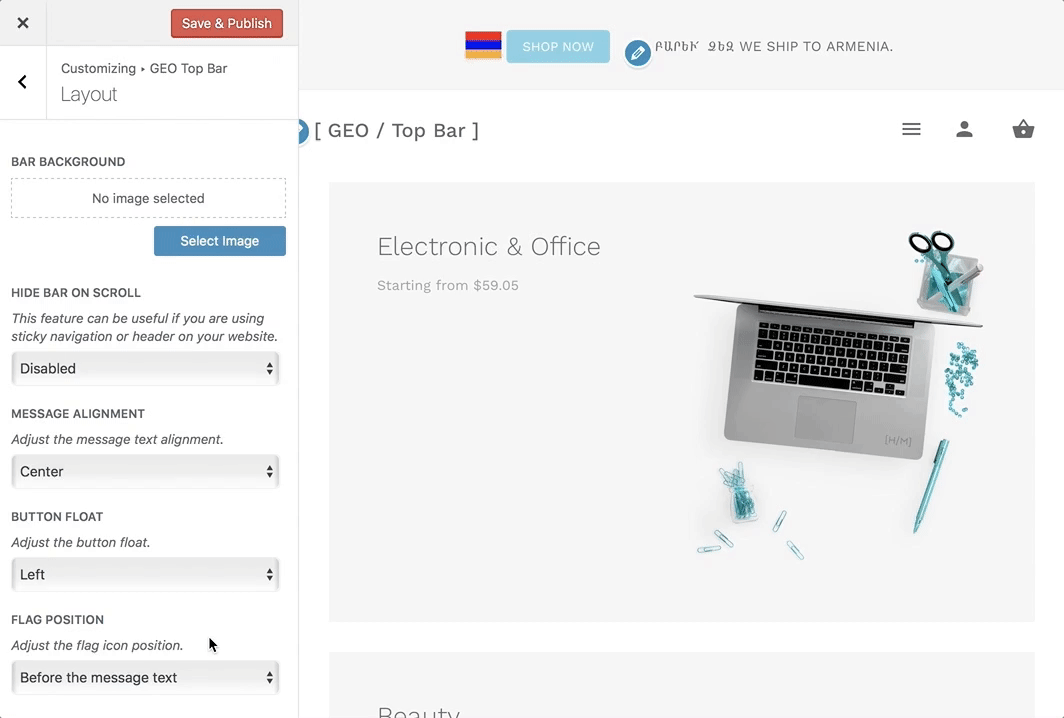 Save & Publish
Customizing ▸ GEO Top Bar
Layout
BAR BACKGROUND
No image selected
Select Image
HIDE BAR ON SCROLL
This feature can be useful if you are using
sticky navigation or header on your website.
Disabled
MESSAGE ALIGNMENT
Adjust the message text alignment.
Center
BUTTON FLOAT
Adjust the button float.
Left
FLAG POSITION
Adjust the flag icon position.
Before the message text
SHOP NOW
ԲԱՐԵՒ ՁԵԶ WE SHIP TO ARMENIA.
[ GEO / Top Bar ]
Electronic & Office
Starting from $59.05
{H/M}
Beauty